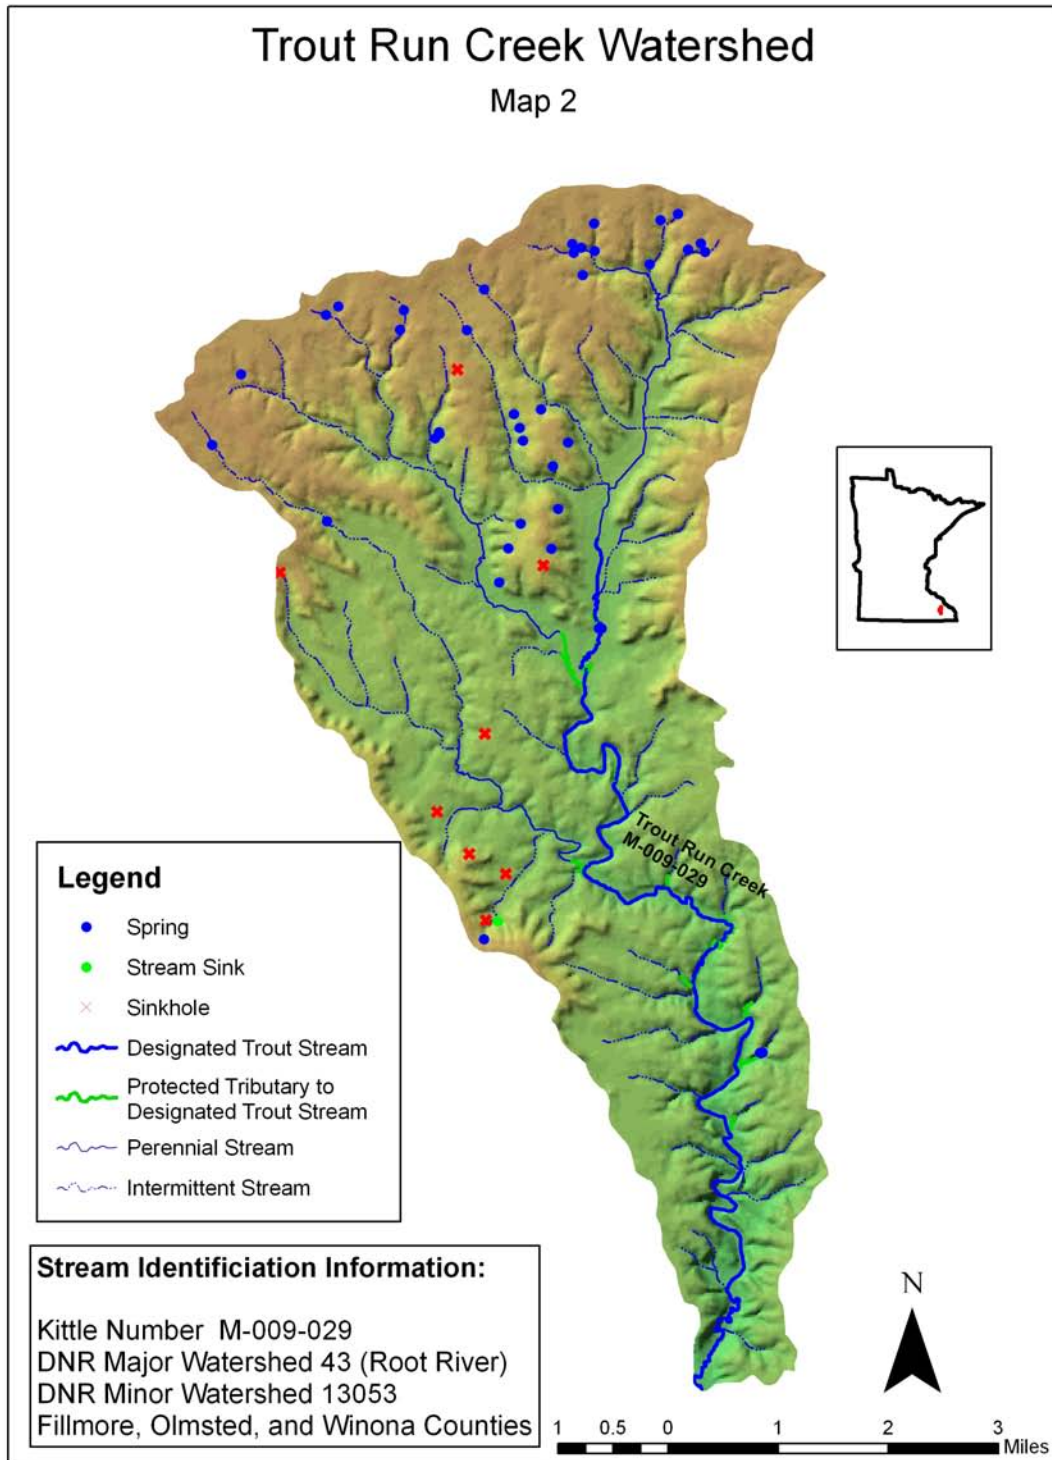 Trout Run Creek Watershed
Map 2
Trout Run Creek
M-009-029
Legend
Spring
Stream Sink
Sinkhole
Designated Trout Stream
Protected Tributary to
Designated Trout Stream
Perennial Stream
Intermittent Stream
Stream Identificiation Information:
Kittle Number M-009-029
DNR Major Watershed 43 (Root River)
DNR Minor Watershed 13053
Fillmore, Olmsted, and Winona Counties
N
1 0.5 0 1 2 3
Miles